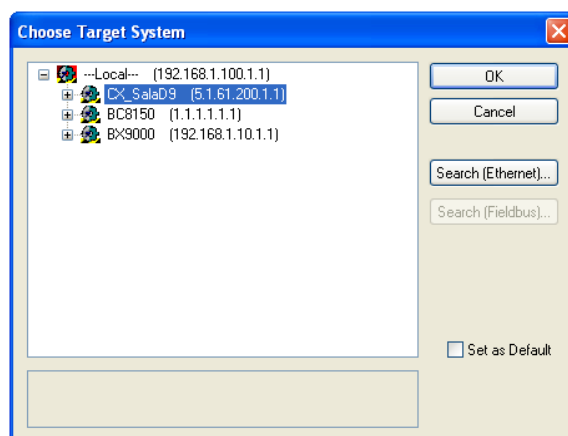 Choose Target System
---Local--- (192.168.1.100.1.1)
CX_SalaD9 (5.1.61.200.1.1)
BC8150 (1.1.1.1.1.1)
BX9000 (192.168.1.10.1.1)
OK
Cancel
Search (Ethernet)...
Search (Fieldbus)...
Set as Default